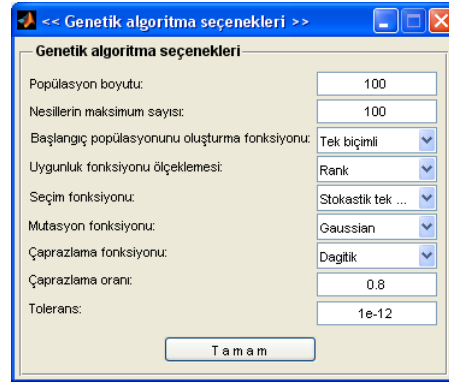 << Genetik algoritma seçenekleri >>
Genetik algoritma seçenekleri
Popülasyon boyutu: 100
Nesillerin maksimum sayısı: 100
Başlangıç popülasyonunu oluşturma fonksiyonu: Tek biçimli
Uygunluk fonksiyonu ölçeklemesi: Rank
Seçim fonksiyonu: Stokastik tek ...
Mutasyon fonksiyonu: Gaussian
Çaprazlama fonksiyonu: Dagitik
Çaprazlama oranı: 0.8
Tolerans: 1e-12
Tamam